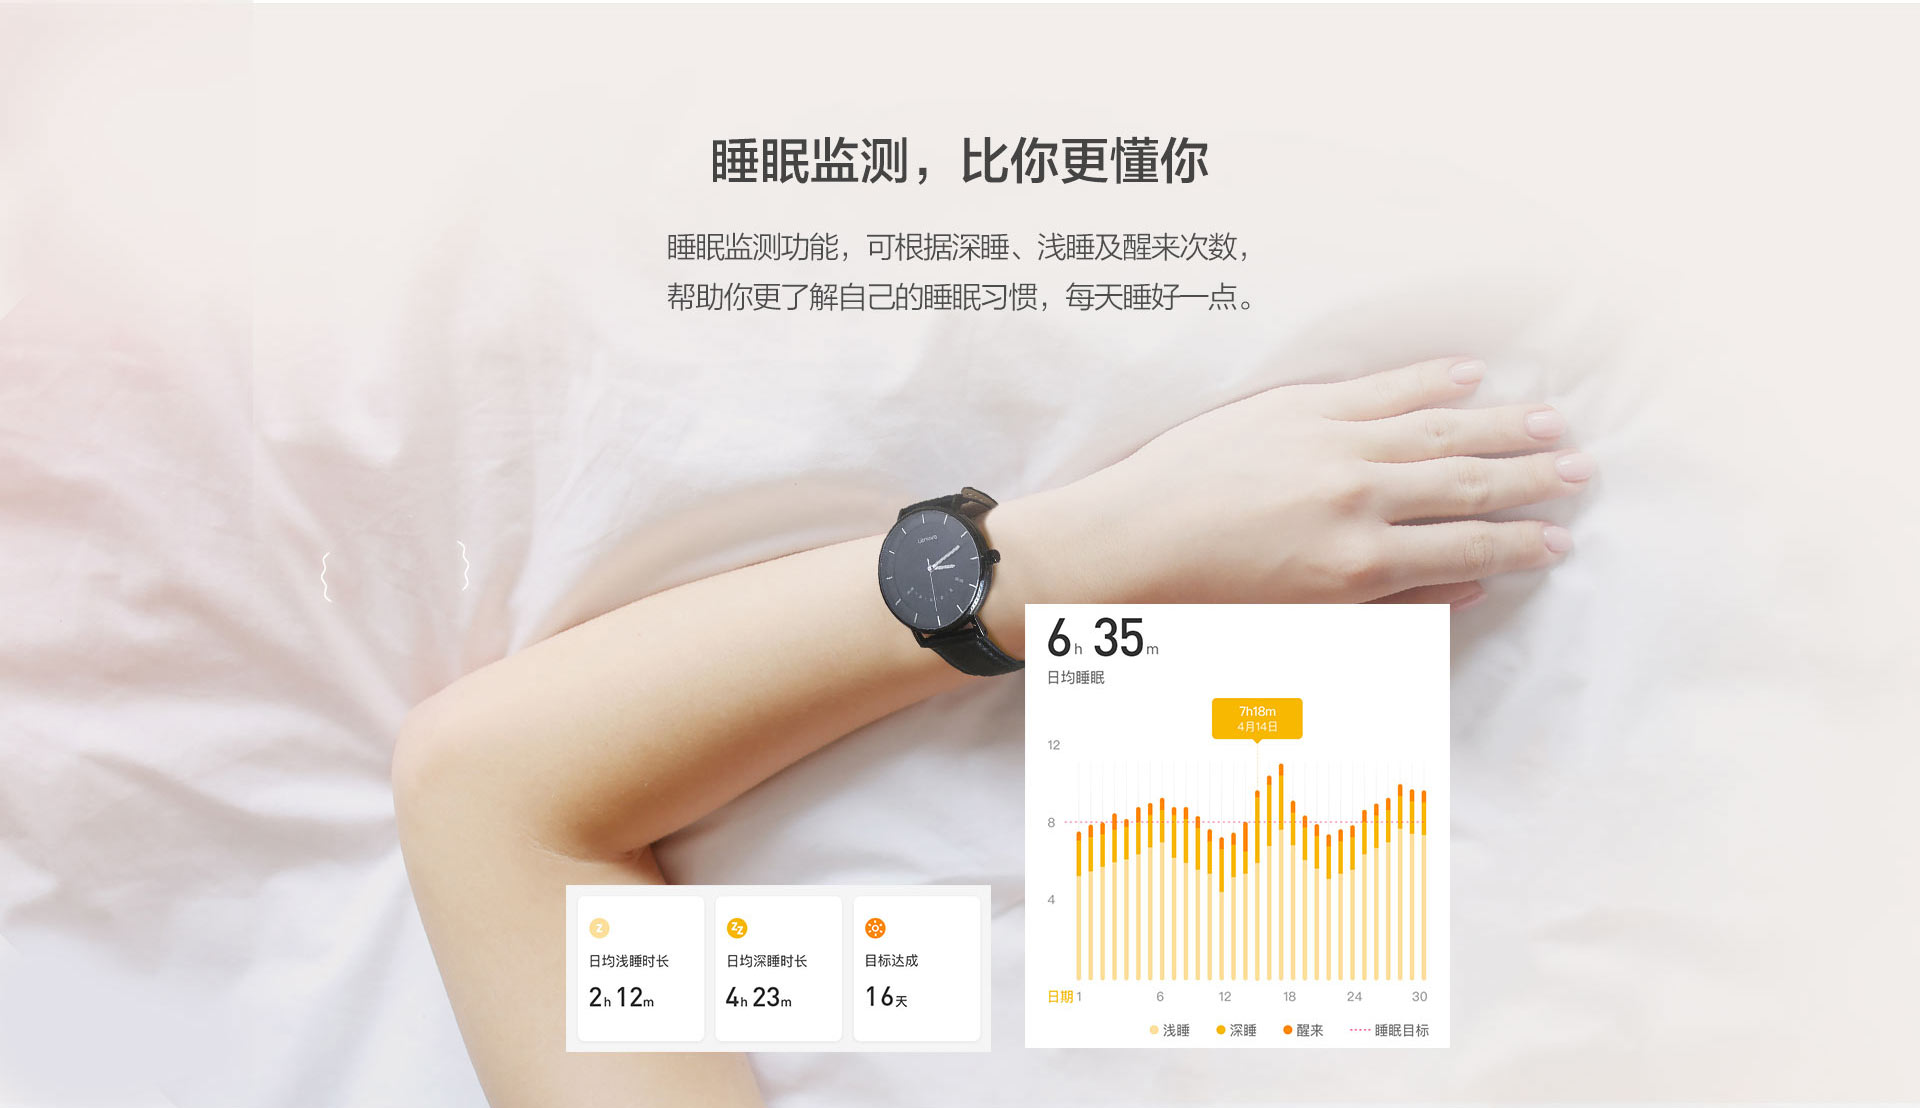 睡眠监测，比你更懂你
睡眠监测功能，可根据深睡、浅睡及醒来次数，
帮助你更了解自己的睡眠习惯，每天睡好一点。
Lenovo
6h 35m
日均睡眠
7h18m
4月14日
12
8
4
日期 1 6 12 18 24 30
浅睡 深睡 醒来 睡眠目标
Z
日均浅睡时长
2h 12m
ZZ
日均深睡时长
4h 23m
目标达成
16天